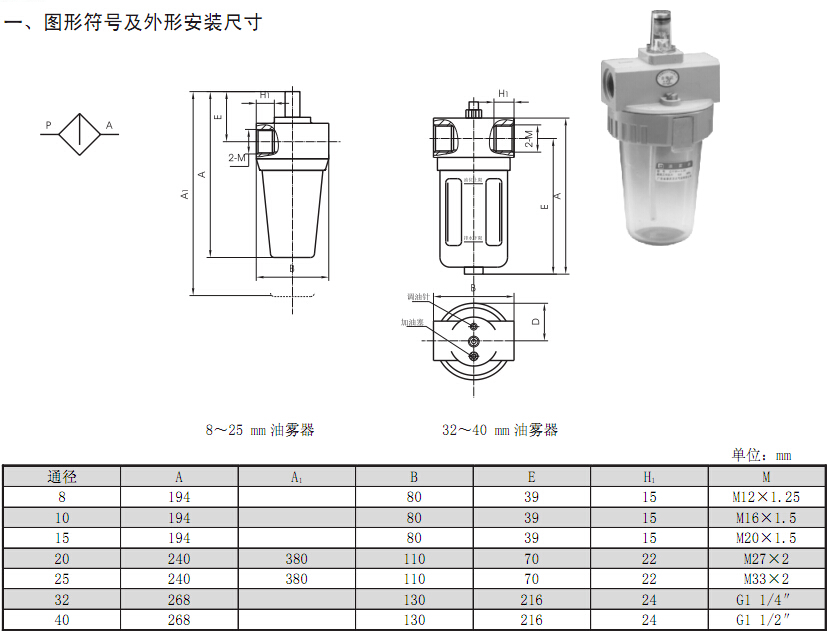 一、图形符号及外形安装尺寸
P
A
H1
E
2-M
A
A1
B
H1
2-M
E
A
B
调油针
加油塞
D
8～25 mm 油雾器
32～40 mm 油雾器
单位: mm
通径 A A₁ B E H₁ M
8 194 80 39 15 M12×1.25
10 194 80 39 15 M16×1.5
15 194 80 39 15 M20×1.5
20 240 380 110 70 22 M27×2
25 240 380 110 70 22 M33×2
32 268 130 216 24 G1 1/4″
40 268 130 216 24 G1 1/2″